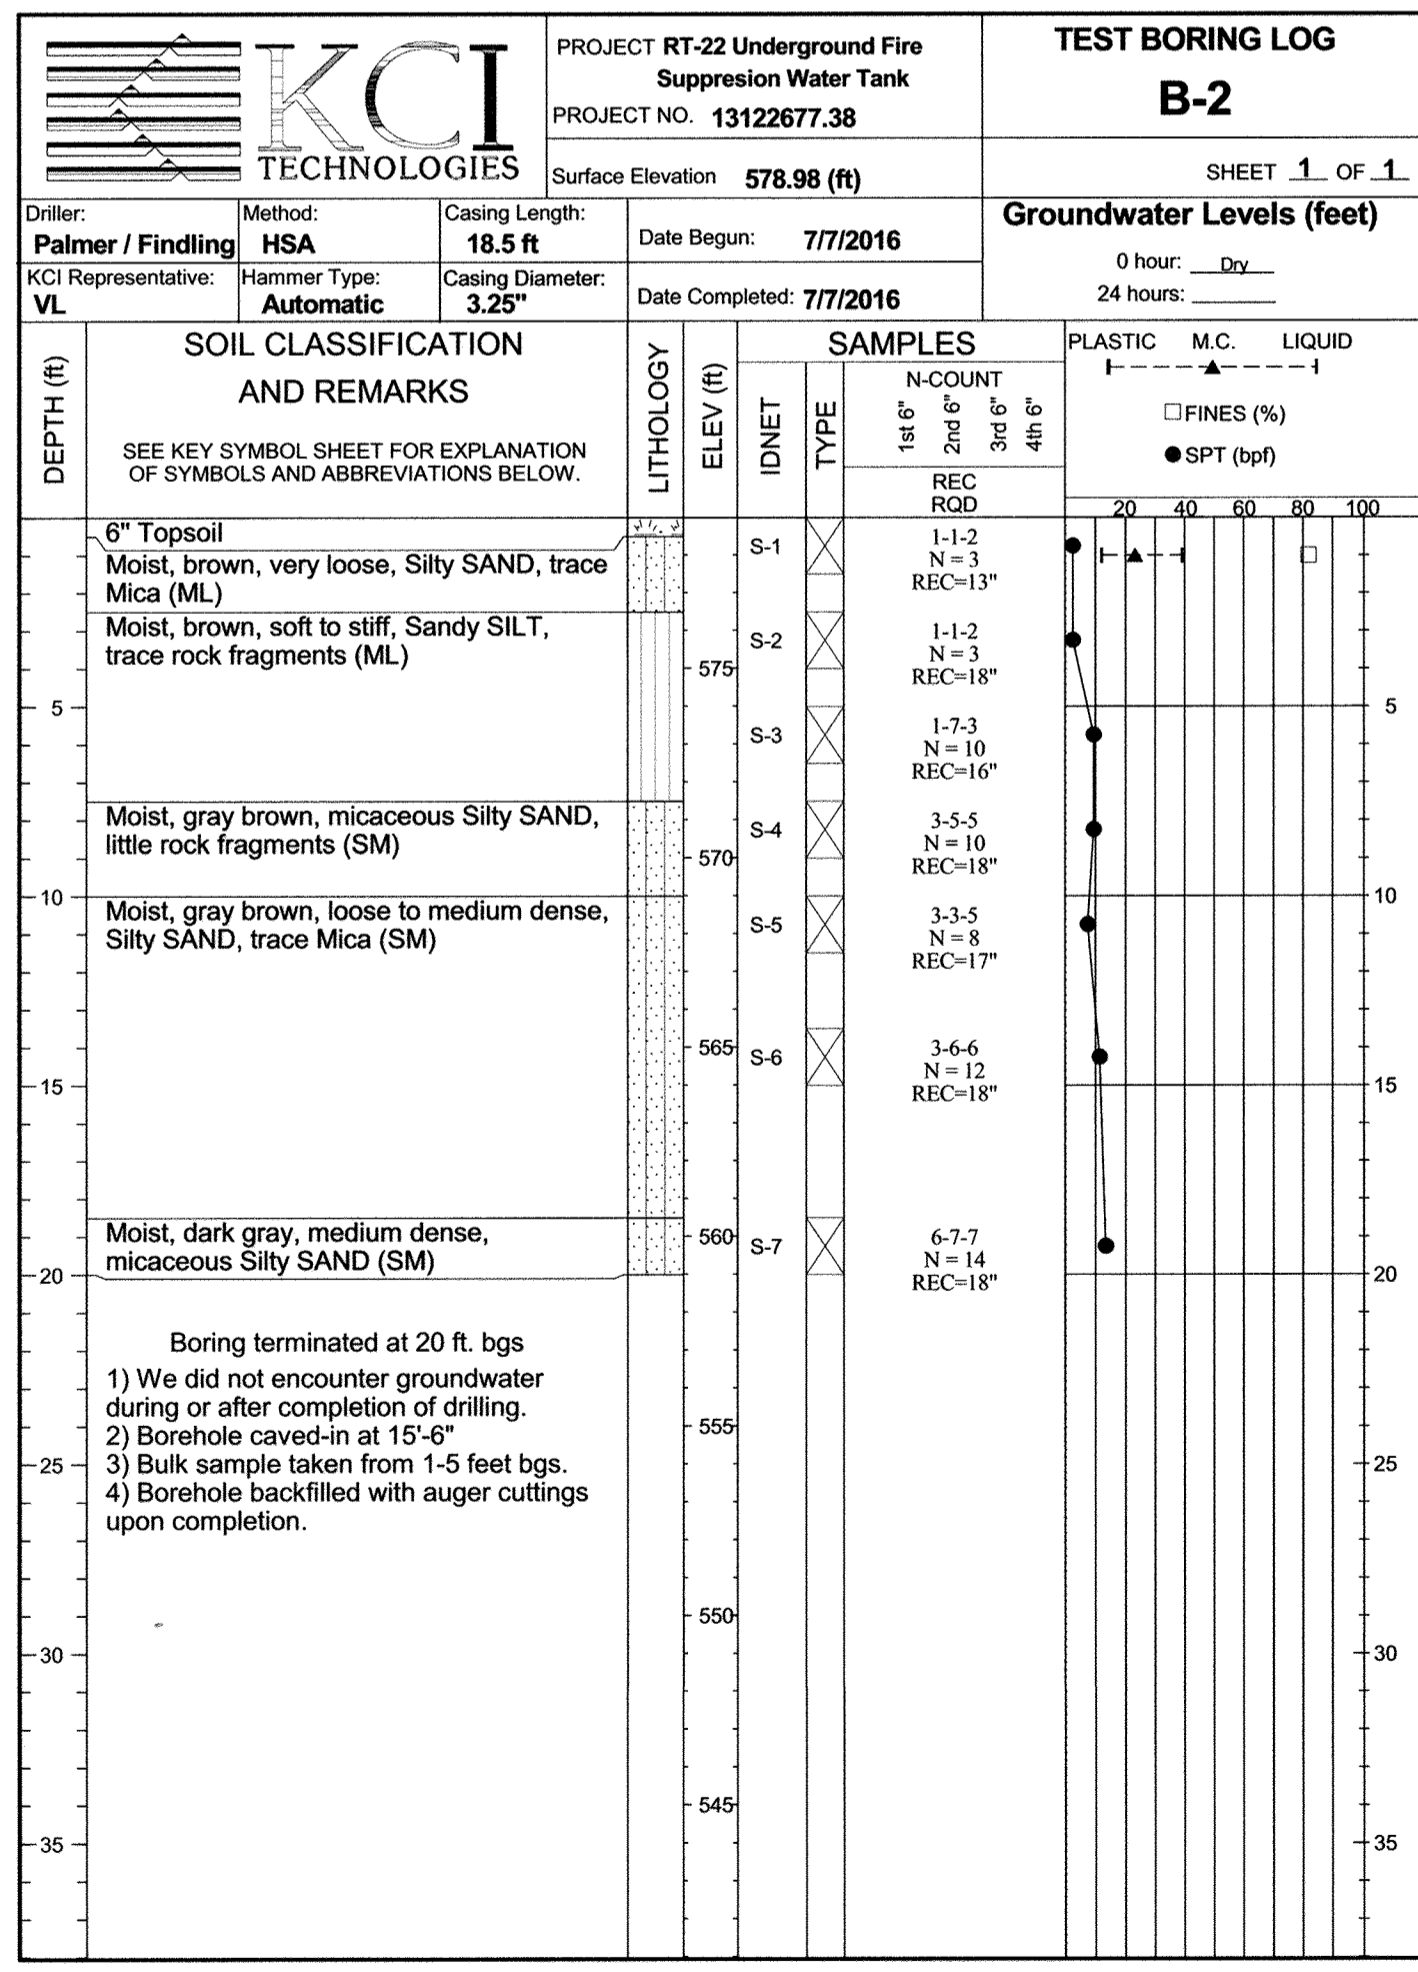 KCI
TECHNOLOGIES
PROJECT RT-22 Underground Fire
Suppresion Water Tank
PROJECT NO. 13122677.38
Surface Elevation 578.98 (ft)
TEST BORING LOG
B-2
SHEET 1 OF 1
Driller:
Palmer / Findling
Method:
HSA
Casing Length:
18.5 ft
Date Begun: 7/7/2016
KCI Representative:
VL
Hammer Type:
Automatic
Casing Diameter:
3.25"
Date Completed: 7/7/2016
Groundwater Levels (feet)
0 hour: Dry
24 hours:
DEPTH (ft)
SOIL CLASSIFICATION
AND REMARKS
SEE KEY SYMBOL SHEET FOR EXPLANATION
OF SYMBOLS AND ABBREVIATIONS BELOW.
LITHOLOGY
ELEV (ft)
SAMPLES
IDNET
TYPE
N-COUNT
1st 6"
2nd 6"
3rd 6"
4th 6"
REC
RQD
PLASTIC M.C. LIQUID
FINES (%)
SPT (bpf)
20 40 60 80 100
6" Topsoil
Moist, brown, very loose, Silty SAND, trace
Mica (ML)
S-1
1-1-2
N = 3
REC=13"
Moist, brown, soft to stiff, Sandy SILT,
trace rock fragments (ML)
S-2
1-1-2
N = 3
REC=18"
575
5
5
S-3
1-7-3
N = 10
REC=16"
Moist, gray brown, micaceous Silty SAND,
little rock fragments (SM)
S-4
3-5-5
N = 10
REC=18"
570
10
10
Moist, gray brown, loose to medium dense,
Silty SAND, trace Mica (SM)
S-5
3-3-5
N = 8
REC=17"
565
S-6
3-6-6
N = 12
REC=18"
15
15
Moist, dark gray, medium dense,
micaceous Silty SAND (SM)
560
S-7
6-7-7
N = 14
REC=18"
20
20
Boring terminated at 20 ft. bgs
1) We did not encounter groundwater
during or after completion of drilling.
2) Borehole caved-in at 15'-6"
3) Bulk sample taken from 1-5 feet bgs.
4) Borehole backfilled with auger cuttings
upon completion.
555
25
25
550
30
30
545
35
35